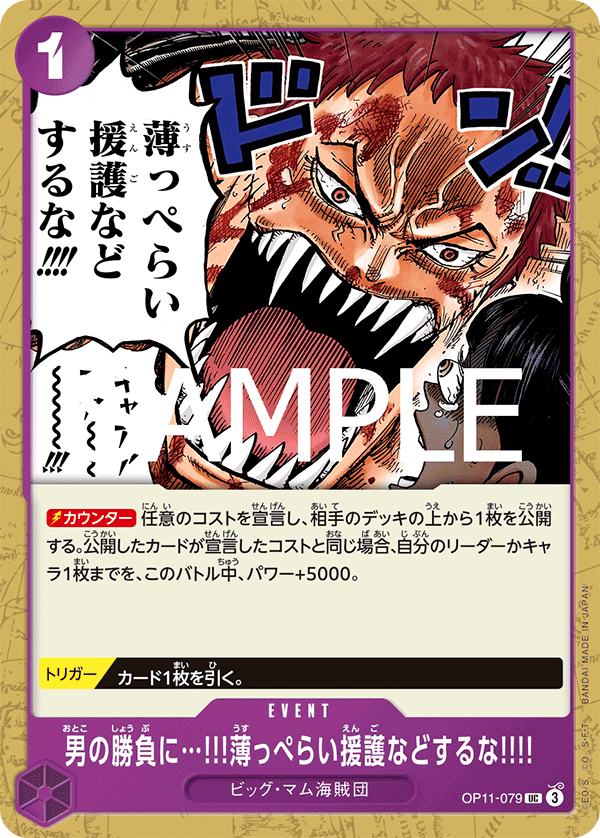 1
ドン!!
薄っぺらい
援護など
するな!!!!
SAMPLE
カウンター 任意のコストを宣言し、相手のデッキの上から1枚を公開
する。公開したカードが宣言したコストと同じ場合、自分のリーダーかキャ
ラ1枚までを、このバトル中、パワー+5000。
トリガー カード1枚を引く。
EVENT
男の勝負に…!!!薄っぺらい援護などするな!!!!
ビッグ・マム海賊団
OP11-079 UC 3
BANDAI MADE IN JAPAN